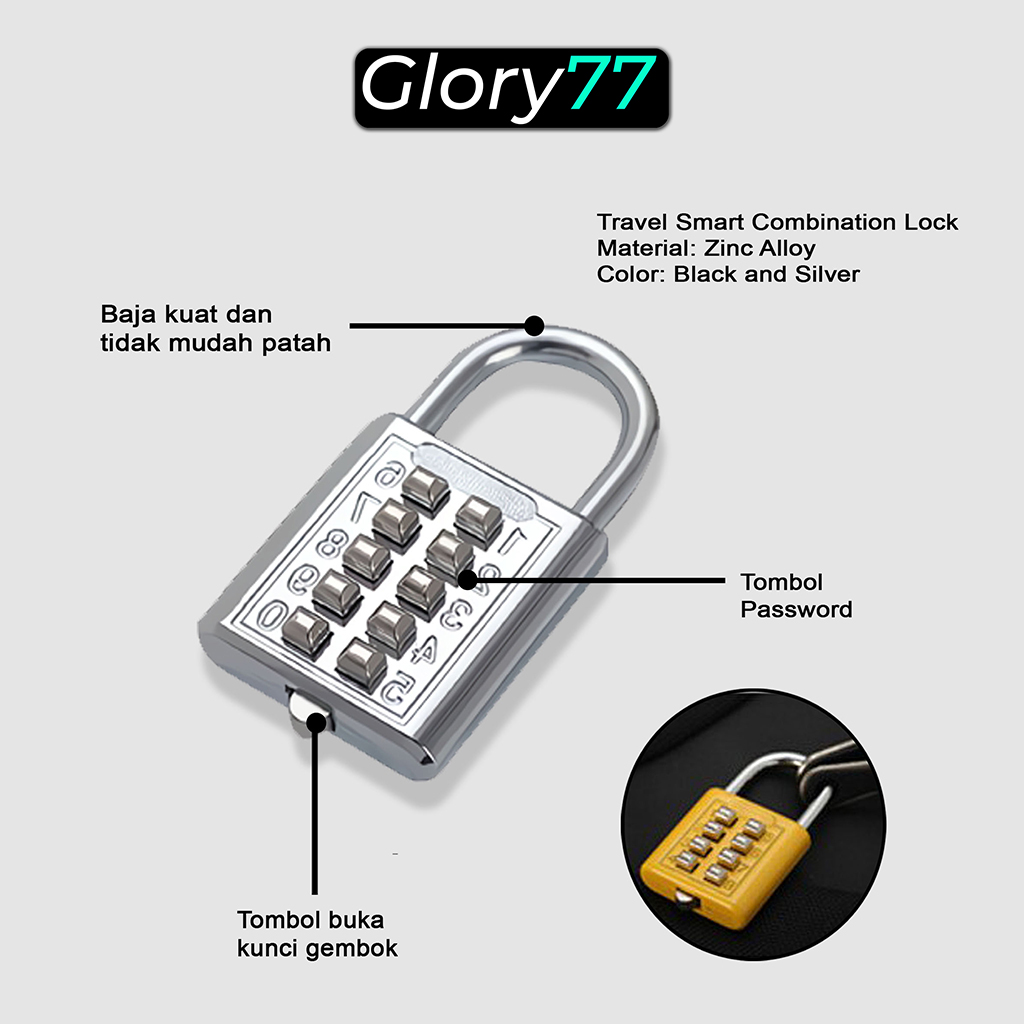 Glory77
Travel Smart Combination Lock
Material: Zinc Alloy
Color: Black and Silver
Baja kuat dan
tidak mudah patah
6
1
7
2
8
3
9
4
0
5
Tombol
Password
Tombol buka
kunci gembok